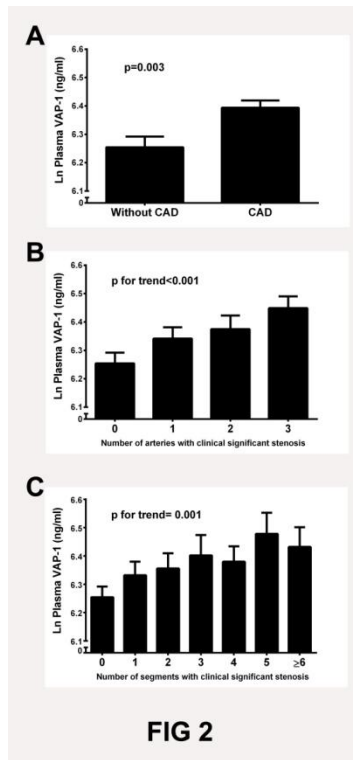 A
Ln Plasma VAP-1 (ng/ml)
p=0.003
6.6
6.5
6.4
6.3
6.2
6.1
0
Without CAD CAD
B
Ln Plasma VAP-1 (ng/ml)
p for trend<0.001
6.6
6.5
6.4
6.3
6.2
6.1
0
0 1 2 3
Number of arteries with clinical significant stenosis
C
Ln Plasma VAP-1 (ng/ml)
p for trend= 0.001
6.6
6.5
6.4
6.3
6.2
6.1
0
0 1 2 3 4 5 ≥6
Number of segments with clinical significant stenosis
FIG 2